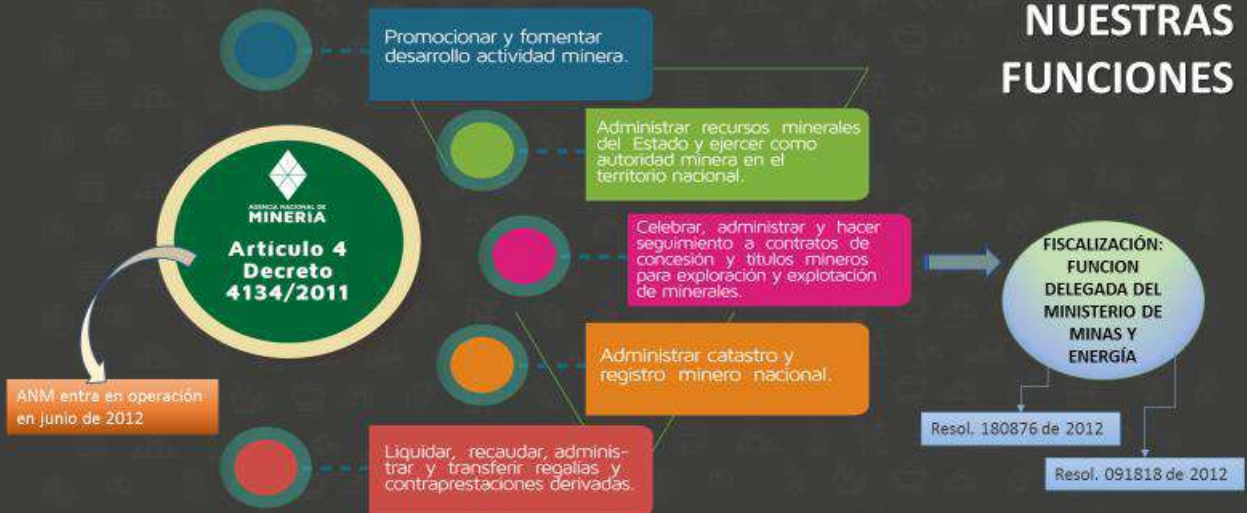 NUESTRAS
FUNCIONES
Promocionar y fomentar
desarrollo actividad minera.
Administrar recursos minerales
del Estado y ejercer como
autoridad minera en el
territorio nacional.
AGENCIA NACIONAL DE
MINERÍA
Artículo 4
Decreto
4134/2011
Celebrar, administrar y hacer
seguimiento a contratos de
concesión y títulos mineros
para exploración y explotación
de minerales.
FISCALIZACIÓN:
FUNCION
DELEGADA DEL
MINISTERIO DE
MINAS Y
ENERGÍA
Administrar catastro y
registro minero nacional.
ANM entra en operación
en junio de 2012
Resol. 180876 de 2012
Liquidar, recaudar, adminis-
trar y transferir regalías y
contraprestaciones derivadas.
Resol. 091818 de 2012